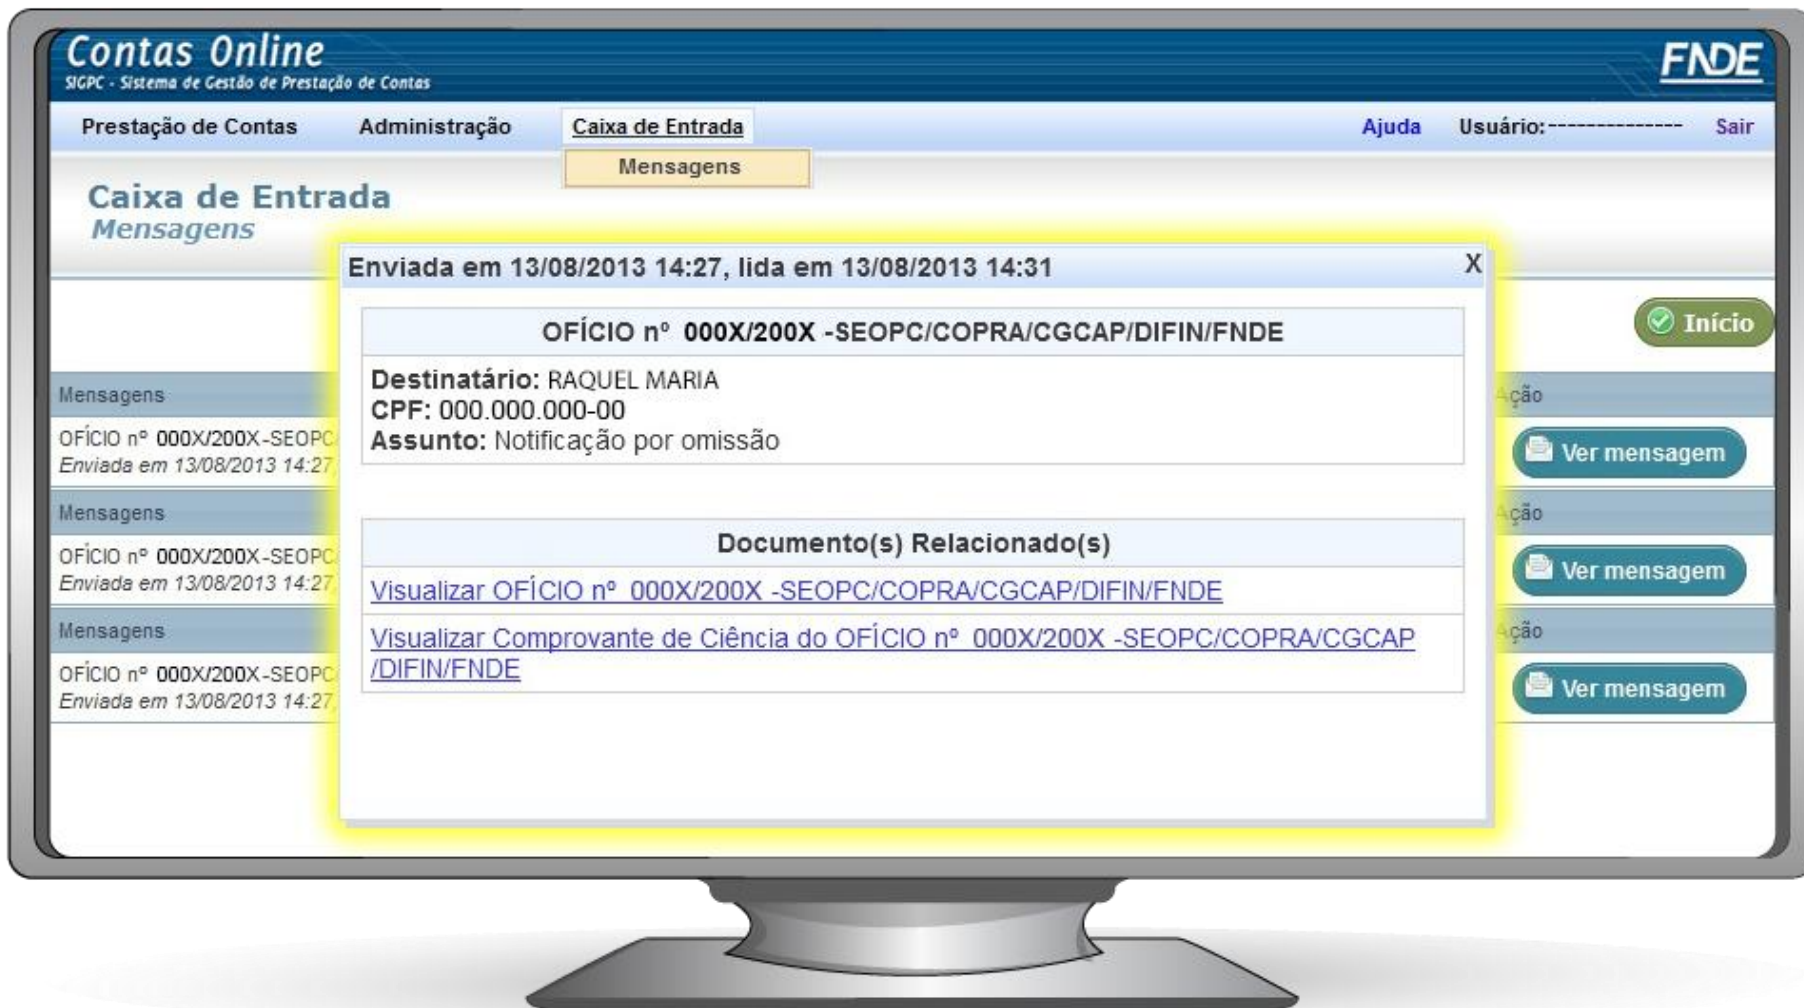 Contas Online
SIGPC - Sistema de Gestão de Prestação de Contas
FNDE
Prestação de Contas
Administração
Caixa de Entrada
Ajuda
Usuário:--------------
Sair
Mensagens
Caixa de Entrada
Mensagens
Enviada em 13/08/2013 14:27, lida em 13/08/2013 14:31
X
OFÍCIO nº 000X/200X -SEOPC/COPRA/CGCAP/DIFIN/FNDE
Destinatário: RAQUEL MARIA
CPF: 000.000.000-00
Assunto: Notificação por omissão
Documento(s) Relacionado(s)
Visualizar OFÍCIO nº 000X/200X -SEOPC/COPRA/CGCAP/DIFIN/FNDE
Visualizar Comprovante de Ciência do OFÍCIO nº 000X/200X -SEOPC/COPRA/CGCAP
/DIFIN/FNDE
Início
Mensagens
Ação
OFÍCIO nº 000X/200X-SEOPC/
Enviada em 13/08/2013 14:27,
Ver mensagem
Mensagens
Ação
OFÍCIO nº 000X/200X-SEOPC/
Enviada em 13/08/2013 14:27,
Ver mensagem
Mensagens
Ação
OFÍCIO nº 000X/200X-SEOPC/
Enviada em 13/08/2013 14:27,
Ver mensagem